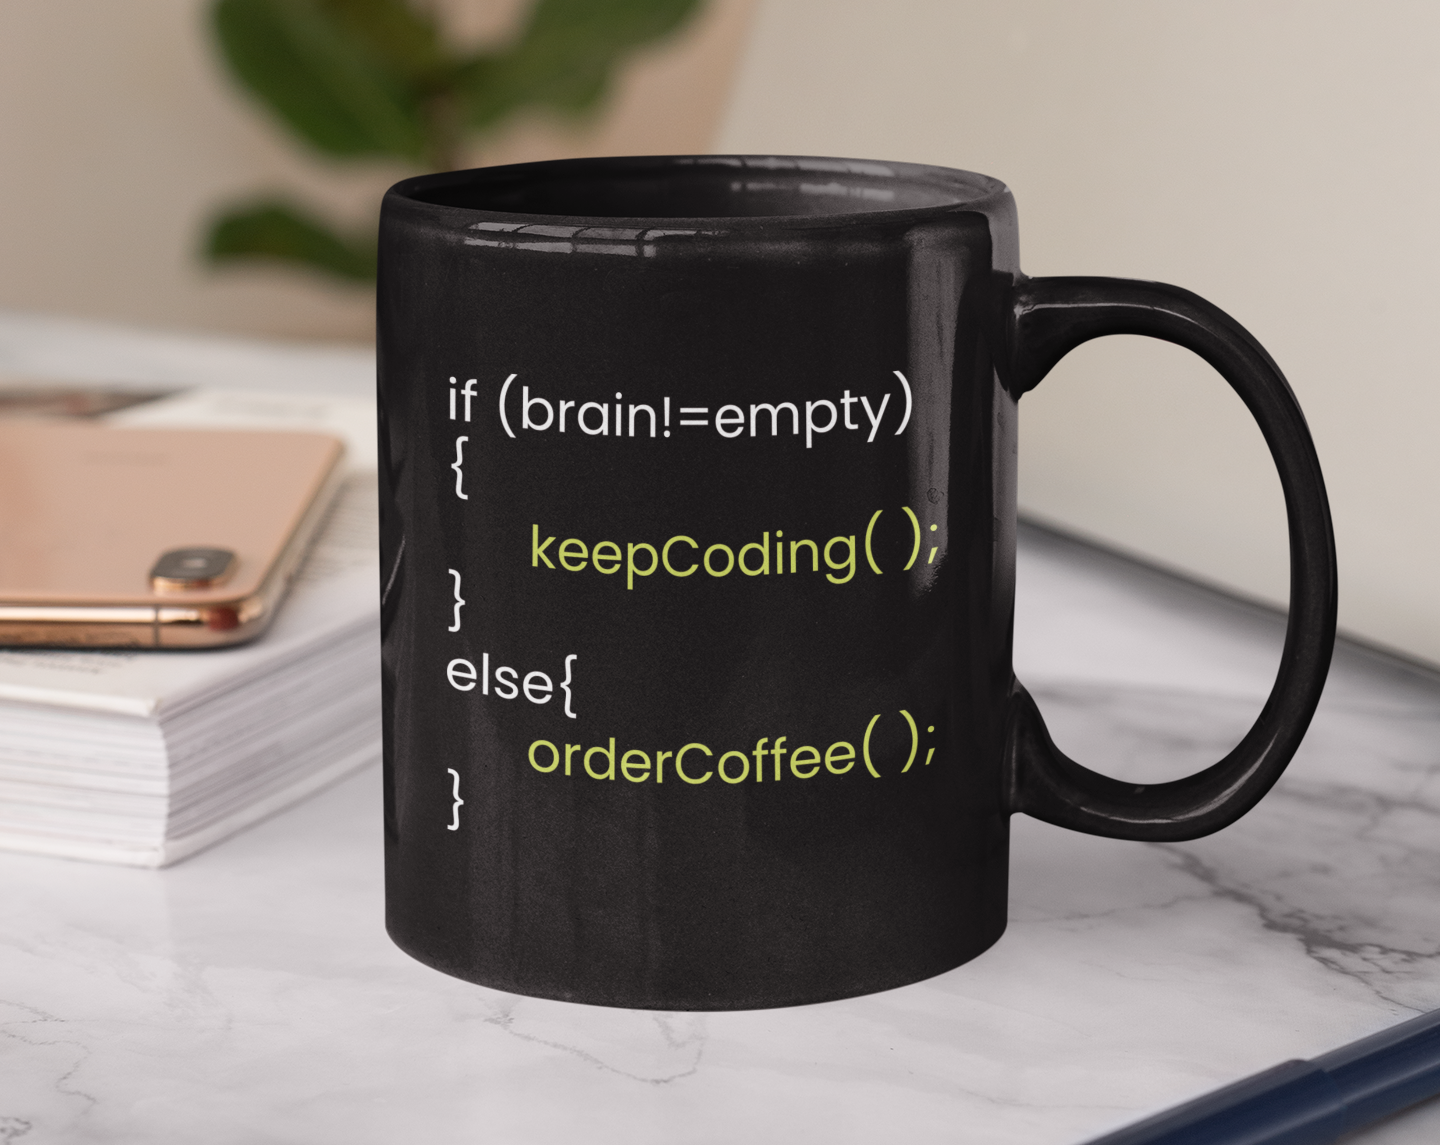 if (brain!=empty)
{
keepCoding( );
}
else{
orderCoffee( );
}